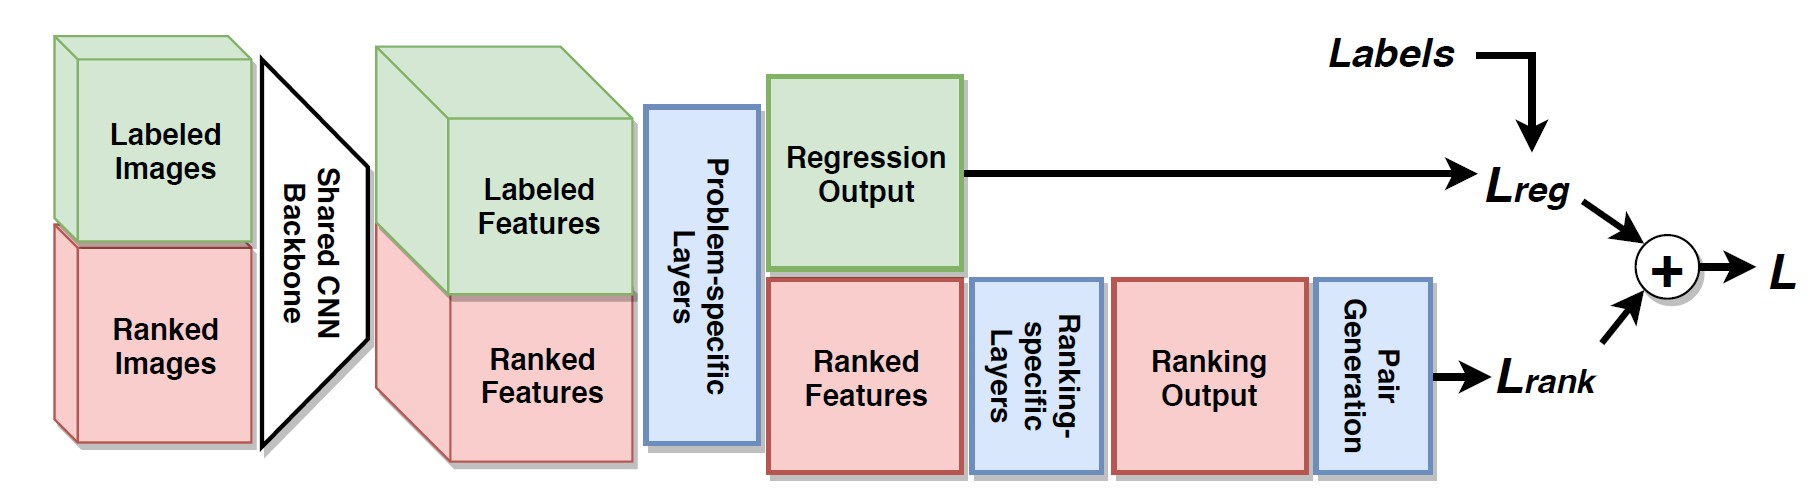 Labeled
Images
Ranked
Images
Shared CNN
Backbone
Labeled
Features
Ranked
Features
Problem-specific
Layers
Regression
Output
Ranked
Features
Ranking-
specific
Layers
Ranking
Output
Pair
Generation
Labels
Lreg
Lrank
+
L